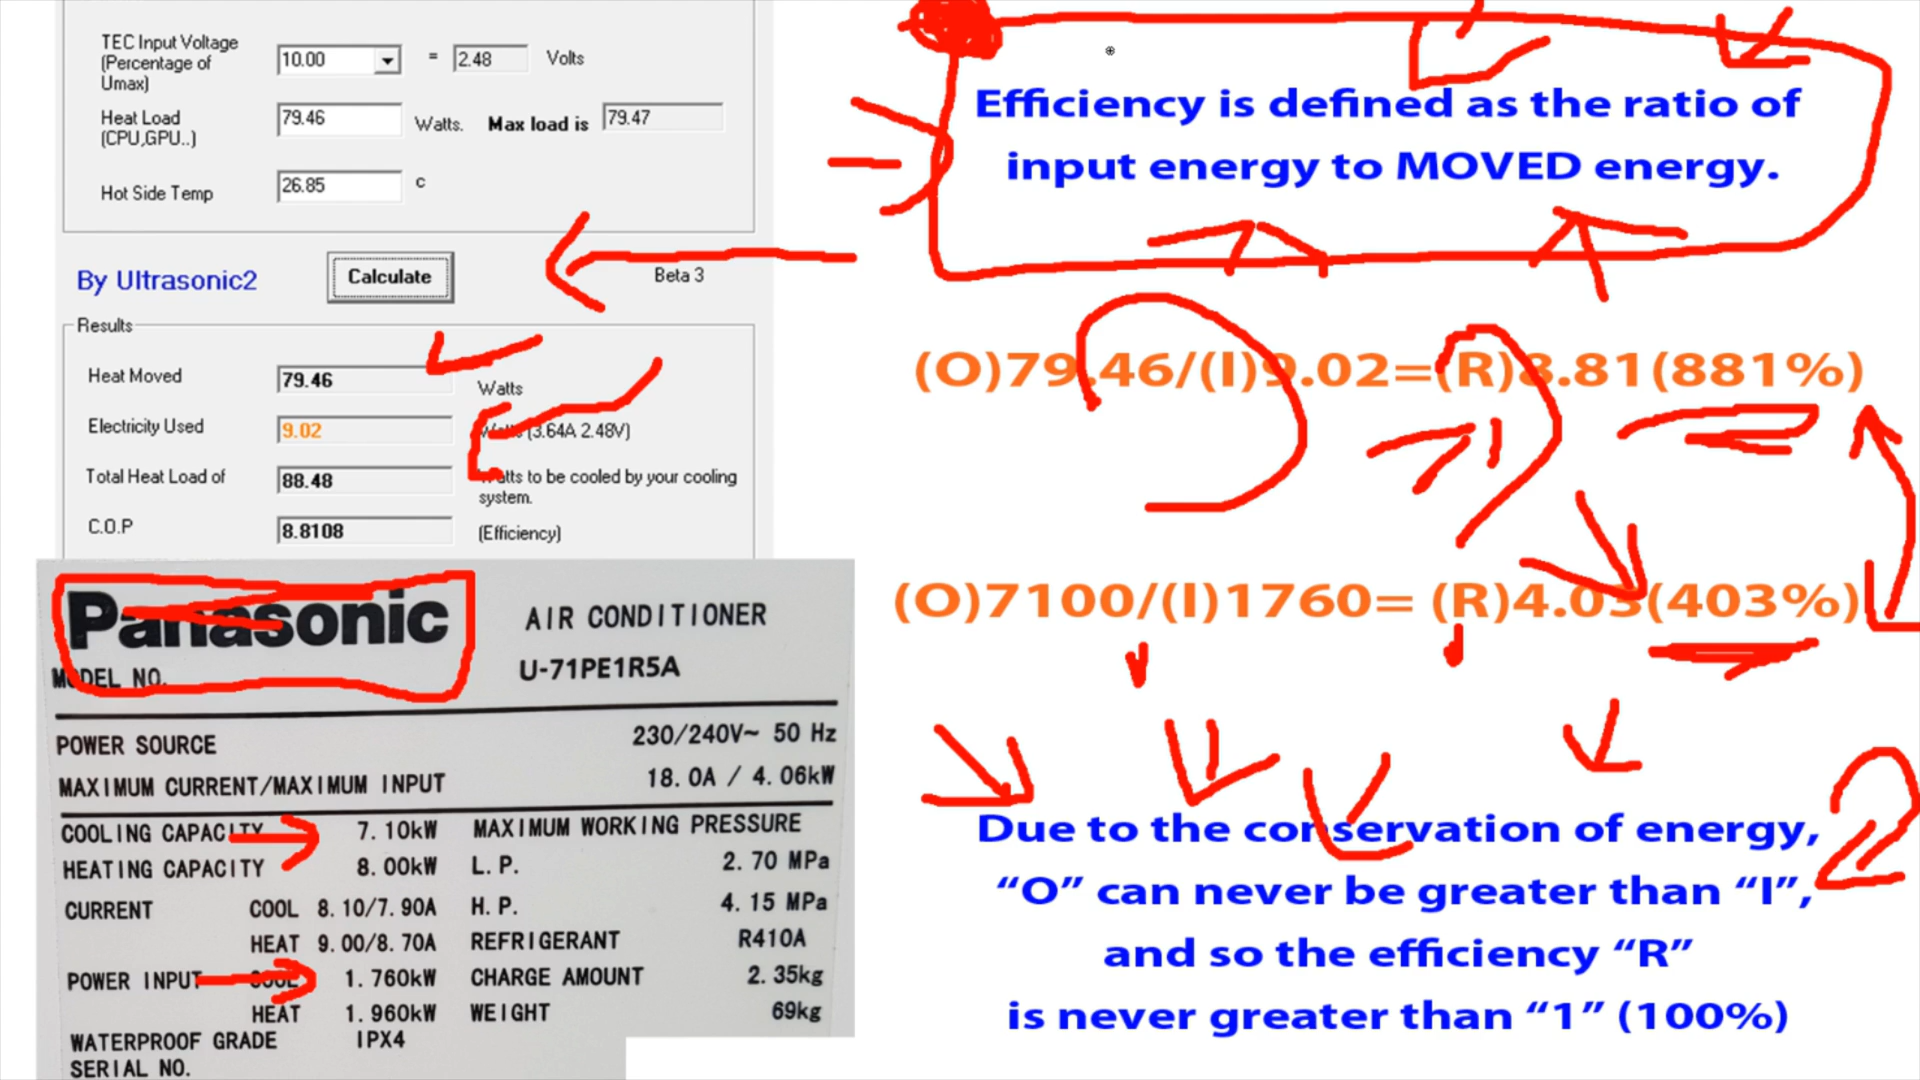 TEC Input Voltage
(Percentage of
Umax)
10.00 = 2.48 Volts
Heat Load
(CPU,GPU..)
79.46 Watts. Max load is 79.47
Hot Side Temp 26.85 c
By Ultrasonic2 Calculate Beta 3
Results
Heat Moved 79.46 Watts
Electricity Used 9.02 Watts (3.64A 2.48V)
Total Heat Load of 88.48 Watts to be cooled by your cooling
system.
C.O.P 8.8108 (Efficiency)
Panasonic
AIR CONDITIONER
MODEL NO. U-71PE1R5A
POWER SOURCE 230/240V~ 50 Hz
MAXIMUM CURRENT/MAXIMUM INPUT 18.0A / 4.06kW
COOLING CAPACITY 7.10kW
HEATING CAPACITY 8.00kW
CURRENT COOL 8.10/7.90A
HEAT 9.00/8.70A
POWER INPUT COOL 1.760kW
HEAT 1.960kW
WATERPROOF GRADE IPX4
SERIAL NO.
MAXIMUM WORKING PRESSURE
L.P. 2.70 MPa
H.P. 4.15 MPa
REFRIGERANT R410A
CHARGE AMOUNT 2.35kg
WEIGHT 69kg
Efficiency is defined as the ratio of
input energy to MOVED energy.
(O)79.46/(I)9.02=(R)8.81(881%)
(O)7100/(I)1760= (R)4.03(403%)
Due to the conservation of energy,
“O” can never be greater than “I”,
and so the efficiency “R”
is never greater than “1” (100%)
2